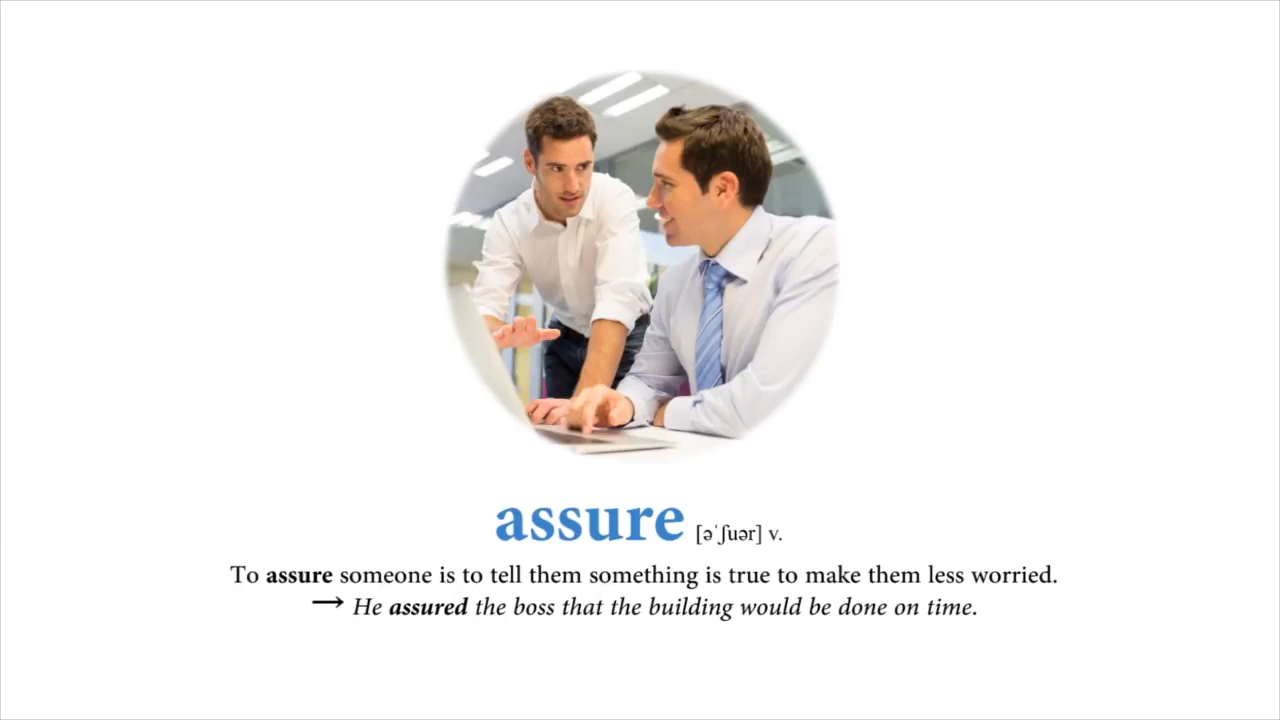 assure [əˈʃuər] v.
To assure someone is to tell them something is true to make them less worried.
→ He assured the boss that the building would be done on time.